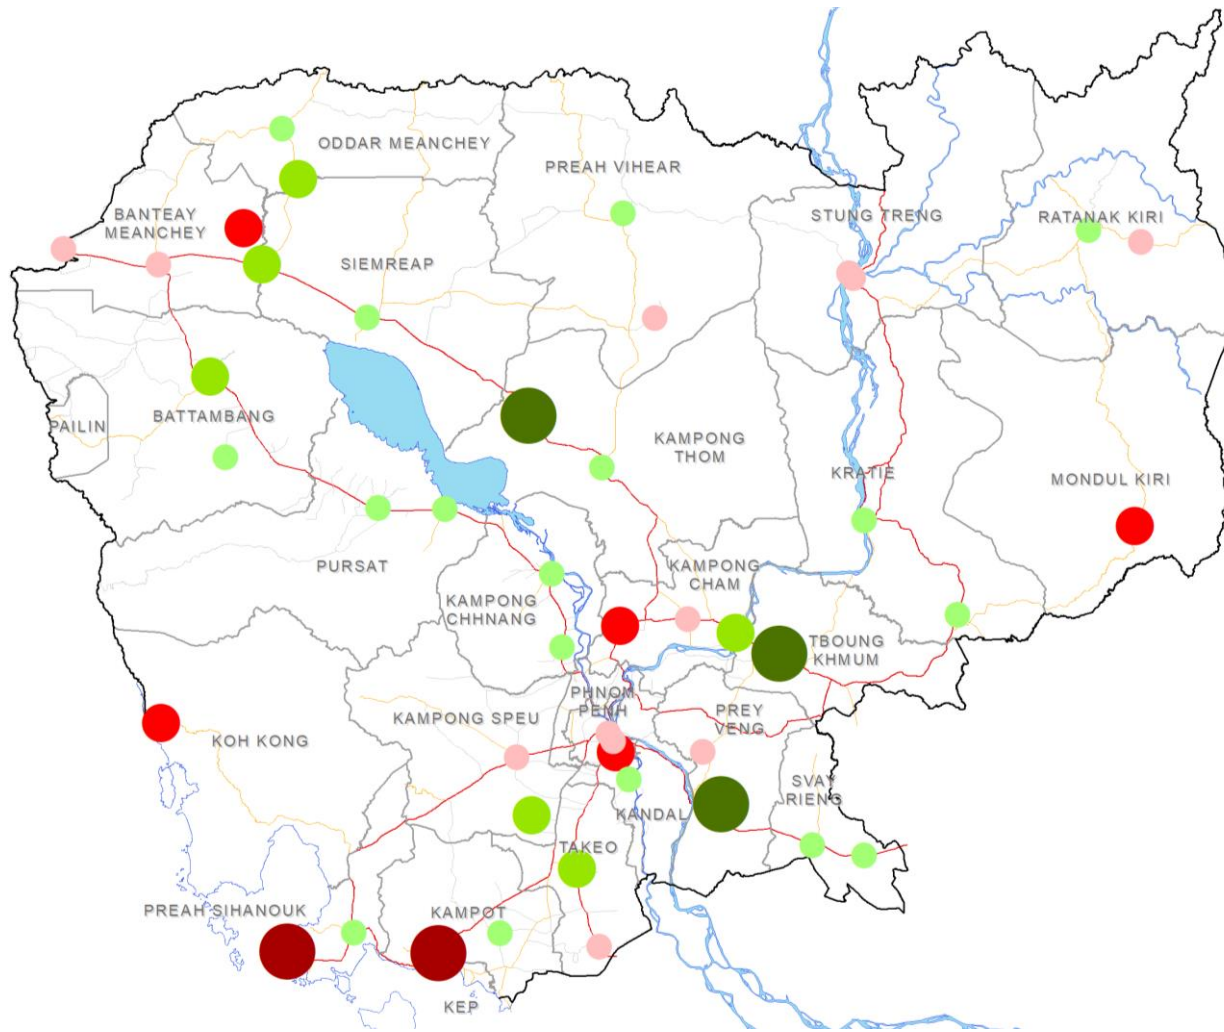 ODDAR MEANCHEY
PREAH VIHEAR
BANTEAY
MEANCHEY
STUNG TRENG
RATANAK KIRI
SIEMREAP
BATTAMBANG
PAILIN
KAMPONG
THOM
KRATIE
MONDUL KIRI
PURSAT
KAMPONG
CHAM
KAMPONG
CHHNANG
TBOUNG
KHMUM
PHNOM
PENH
PREY
VENG
KAMPONG SPEU
KOH KONG
SVAY
RIENG
KANDAL
TAKEO
PREAH SIHANOUK
KAMPOT
KEP